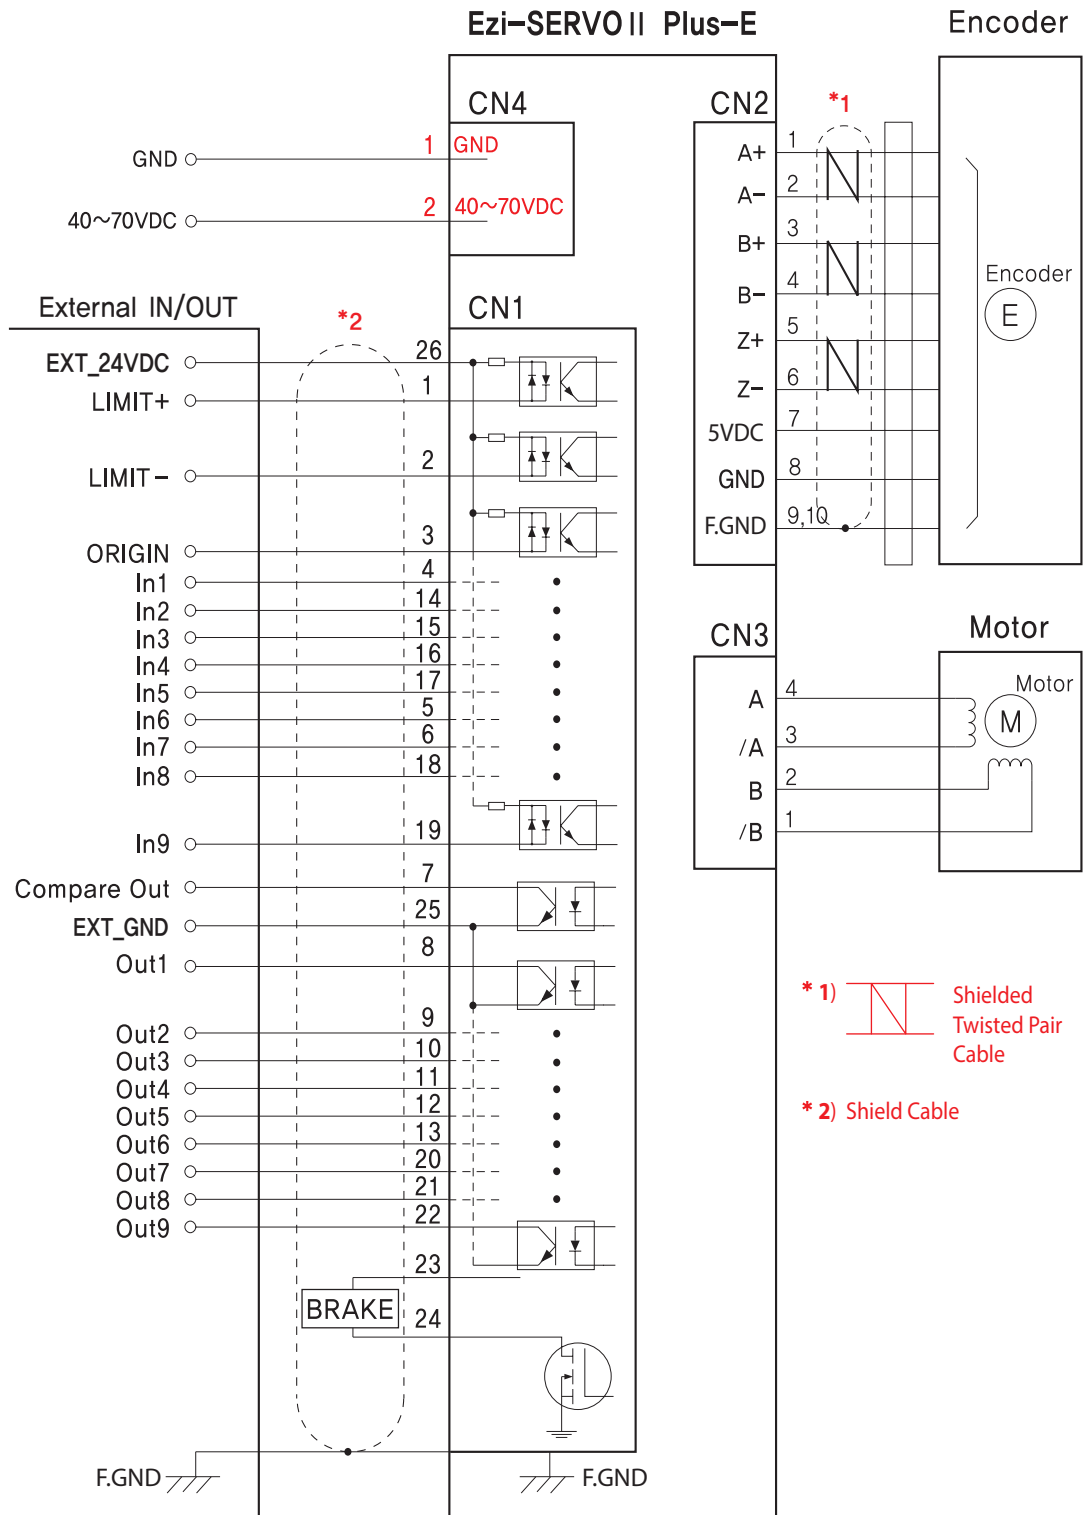 Ezi-SERVO II Plus-E
Encoder
CN4
1 GND
GND
2 40~70VDC
40~70VDC
CN2
*1
A+ 1
A- 2
B+ 3
B- 4
Z+ 5
Z- 6
5VDC 7
GND 8
F.GND 9,10
Encoder
E
External IN/OUT
*2
CN1
EXT_24VDC 26
LIMIT+ 1
LIMIT- 2
ORIGIN 3
In1 4
In2 14
In3 15
In4 16
In5 17
In6 5
In7 6
In8 18
In9 19
Compare Out 7
EXT_GND 25
Out1 8
Out2 9
Out3 10
Out4 11
Out5 12
Out6 13
Out7 20
Out8 21
Out9 22
23
BRAKE
24
F.GND
F.GND
CN3
Motor
A 4
/A 3
B 2
/B 1
Motor
M
* 1) Shielded
Twisted Pair
Cable
* 2) Shield Cable